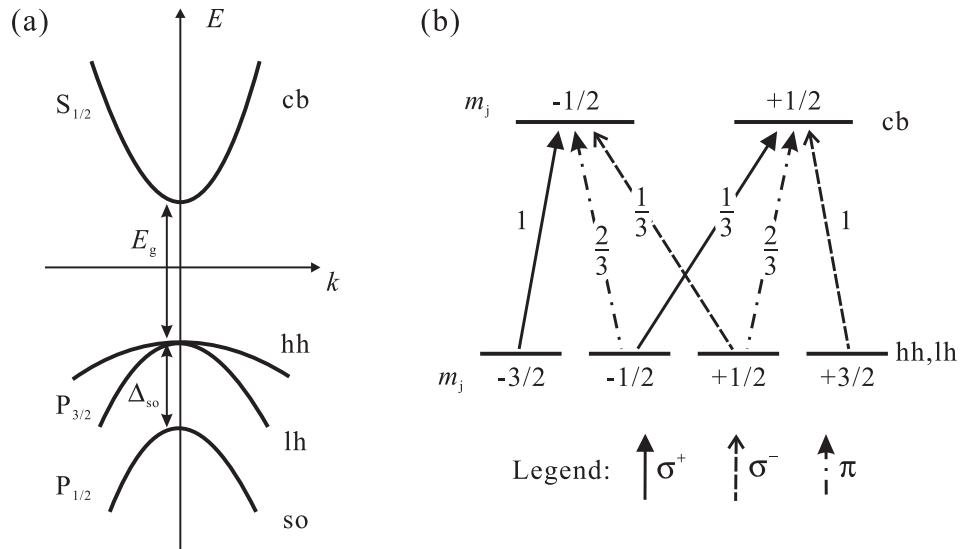 (a)
E
S1/2
cb
Eg
k
hh
P3/2
Δso
lh
P1/2
so
(b)
mj -1/2 +1/2
cb
1 2/3 1/3 1/3 2/3 1
hh,lh
mj -3/2 -1/2 +1/2 +3/2
Legend: σ+ σ− π